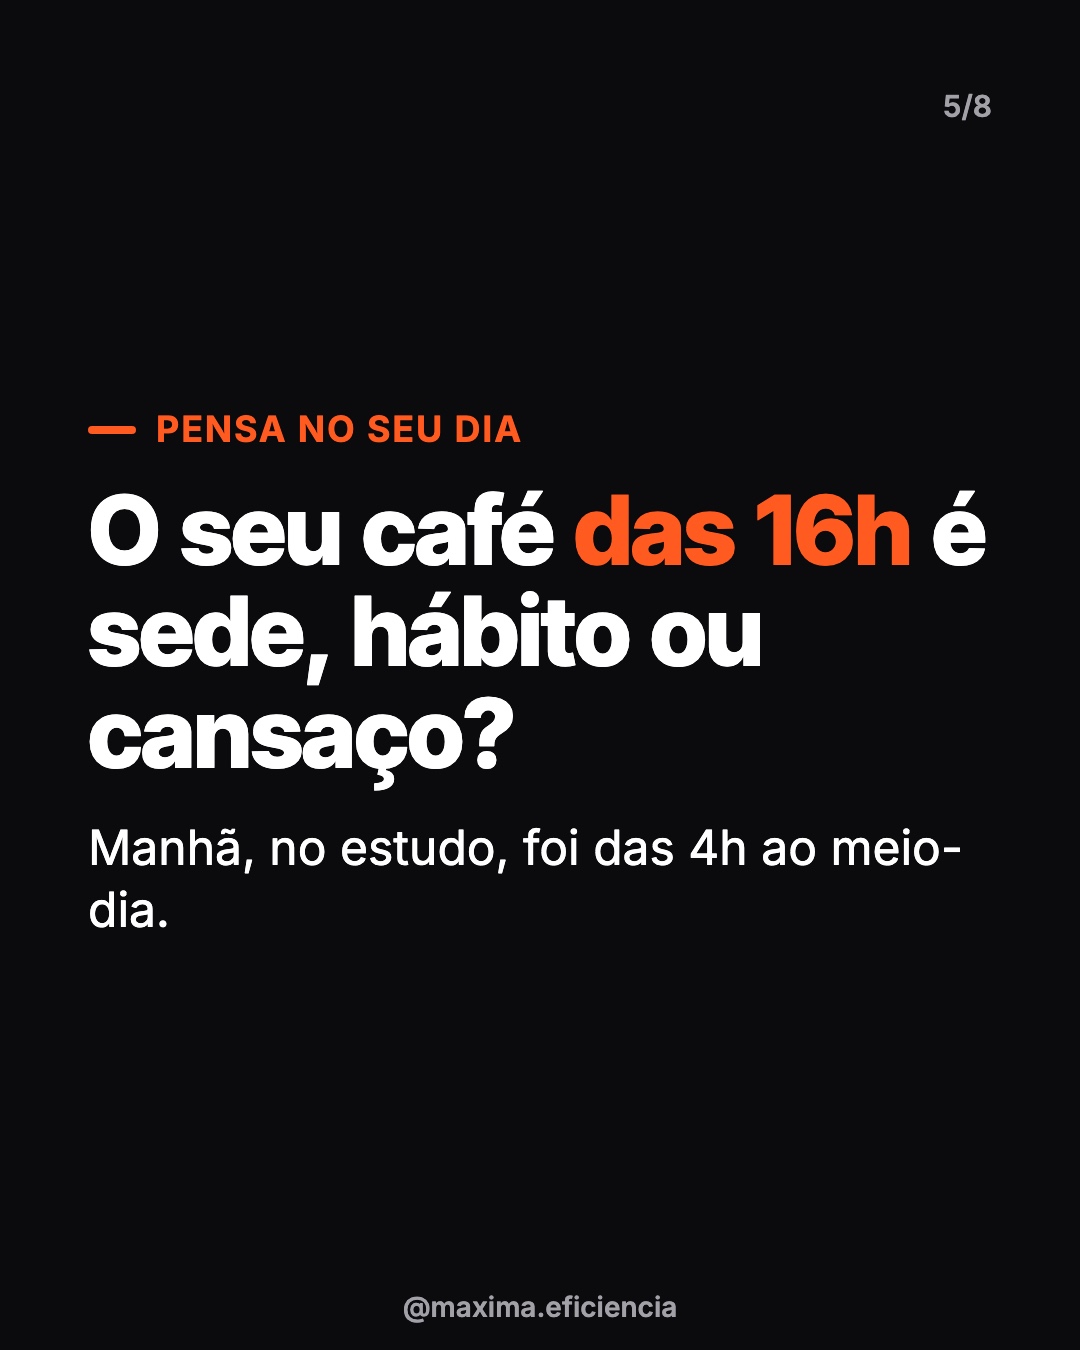 5/8
PENSA NO SEU DIA
O seu café das 16h é
sede, hábito ou
cansaço?
Manhã, no estudo, foi das 4h ao meio-
dia.
@maxima.eficiencia